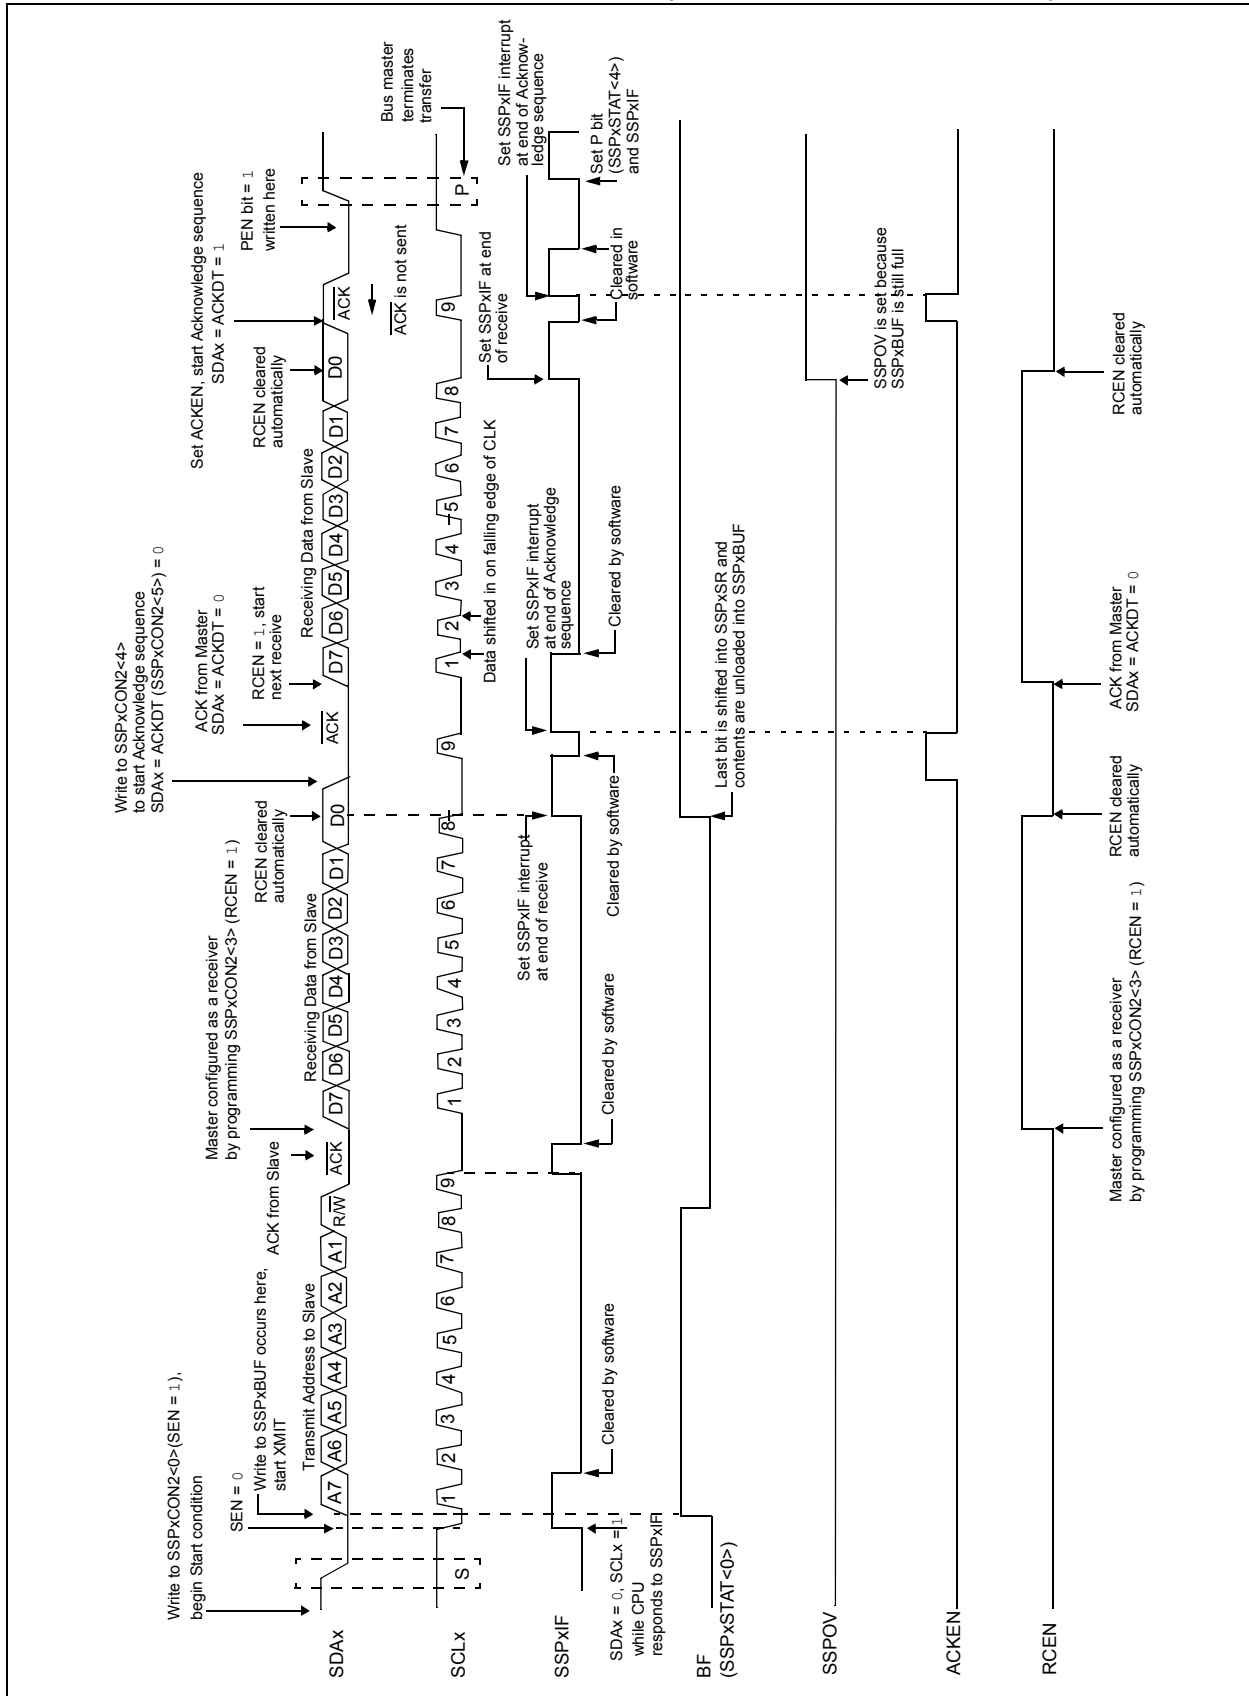 Write to SSPxCON2<0>(SEN = 1),
begin Start condition
SEN = 0
Write to SSPxBUF occurs here,
start XMIT
ACK from Slave
Master configured as a receiver
by programming SSPxCON2<3> (RCEN = 1)
RCEN cleared
automatically
Write to SSPxCON2<4>
to start Acknowledge sequence
SDAx = ACKDT (SSPxCON2<5>) = 0
ACK from Master
SDAx = ACKDT = 0
RCEN = 1, start
next receive
RCEN cleared
automatically
Set ACKEN, start Acknowledge sequence
SDAx = ACKDT = 1
PEN bit = 1
written here
Transmit Address to Slave
Receiving Data from Slave
Receiving Data from Slave
SDAx
A7 A6 A5 A4 A3 A2 A1 R/W ACK D7 D6 D5 D4 D3 D2 D1 D0 ACK D7 D6 D5 D4 D3 D2 D1 D0 ACK
ACK is not sent
Bus master
terminates
transfer
SCLx
S 1 2 3 4 5 6 7 8 9 1 2 3 4 5 6 7 8 9 1 2 3 4 5 6 7 8 9 P
Data shifted in on falling edge of CLK
Set SSPxIF interrupt
at end of receive
Set SSPxIF interrupt
at end of Acknowledge
sequence
Set SSPxIF at end
of receive
Set SSPxIF interrupt
at end of Acknow-
ledge sequence
SSPxIF
SDAx = 0, SCLx = 1
while CPU
responds to SSPxIF
Cleared by software
Cleared by software
Cleared by software
Cleared by software
Cleared in
software
Set P bit
(SSPxSTAT<4>)
and SSPxIF
BF
(SSPxSTAT<0>)
Last bit is shifted into SSPxSR and
contents are unloaded into SSPxBUF
SSPOV
SSPOV is set because
SSPxBUF is still full
ACKEN
RCEN
Master configured as a receiver
by programming SSPxCON2<3> (RCEN = 1)
RCEN cleared
automatically
ACK from Master
SDAx = ACKDT = 0
RCEN cleared
automatically